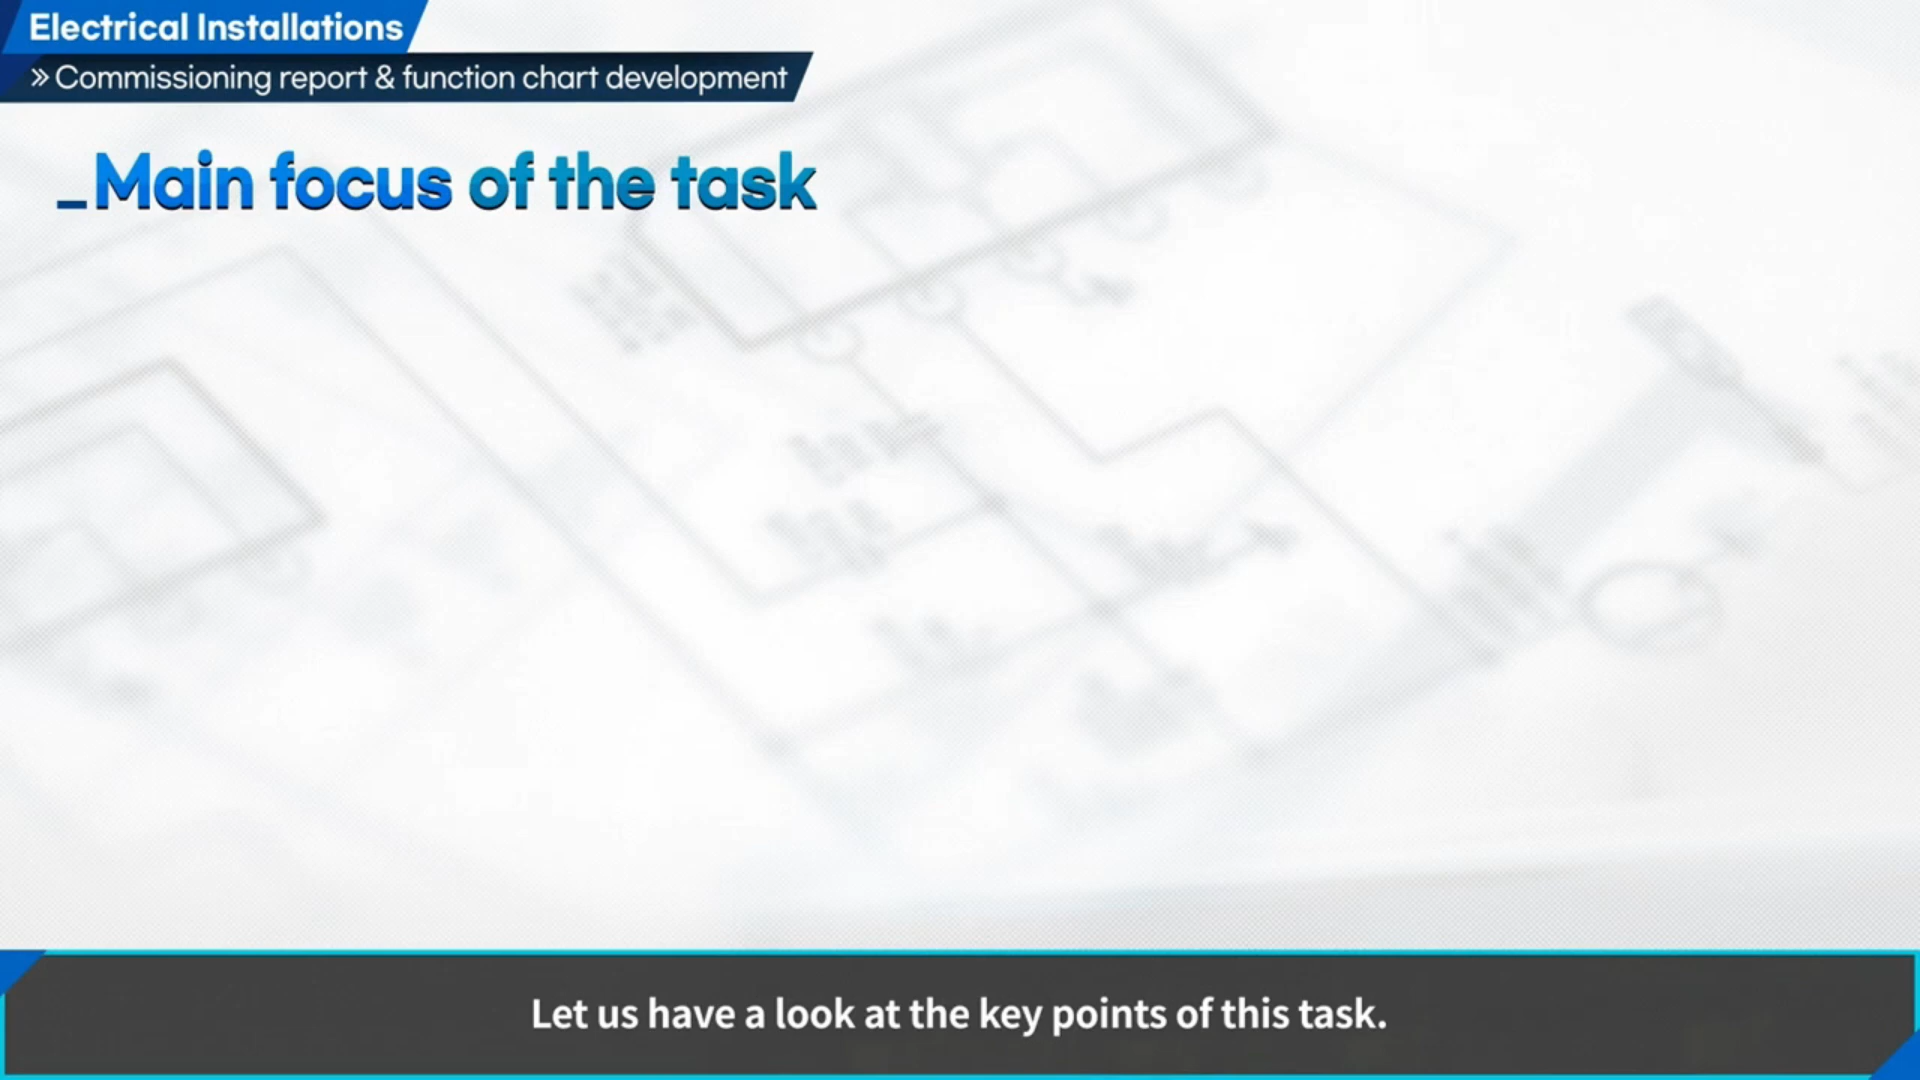 Electrical Installations
» Commissioning report & function chart development
_Main focus of the task
Let us have a look at the key points of this task.